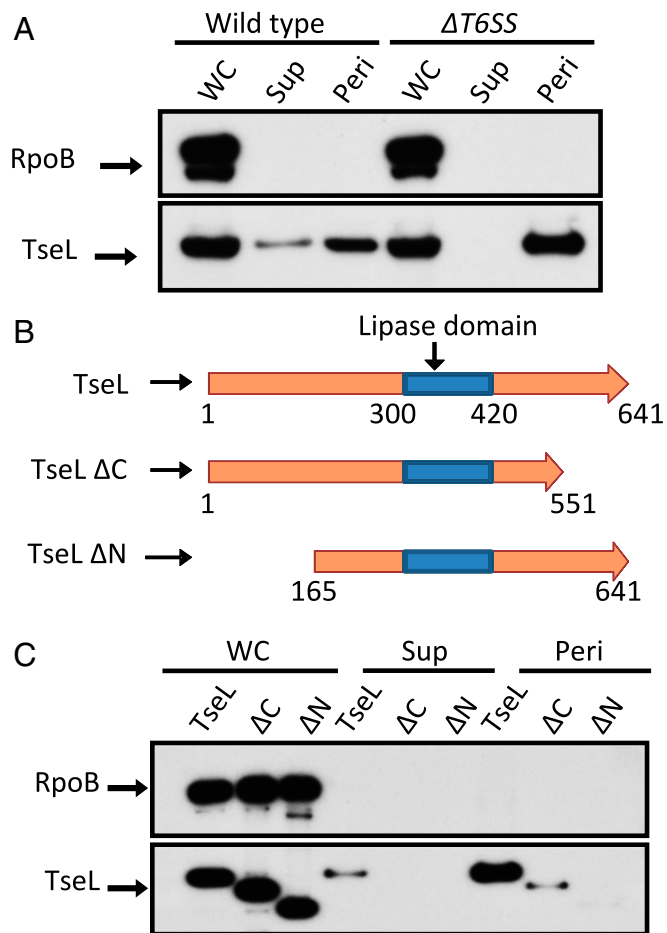 A
Wild type ΔT6SS
WC Sup Peri WC Sup Peri
RpoB
TseL
B
Lipase domain
TseL
1 300 420 641
TseL ΔC
1 551
TseL ΔN
165 641
C
WC Sup Peri
TseL ΔC ΔN TseL ΔC ΔN TseL ΔC ΔN
RpoB
TseL